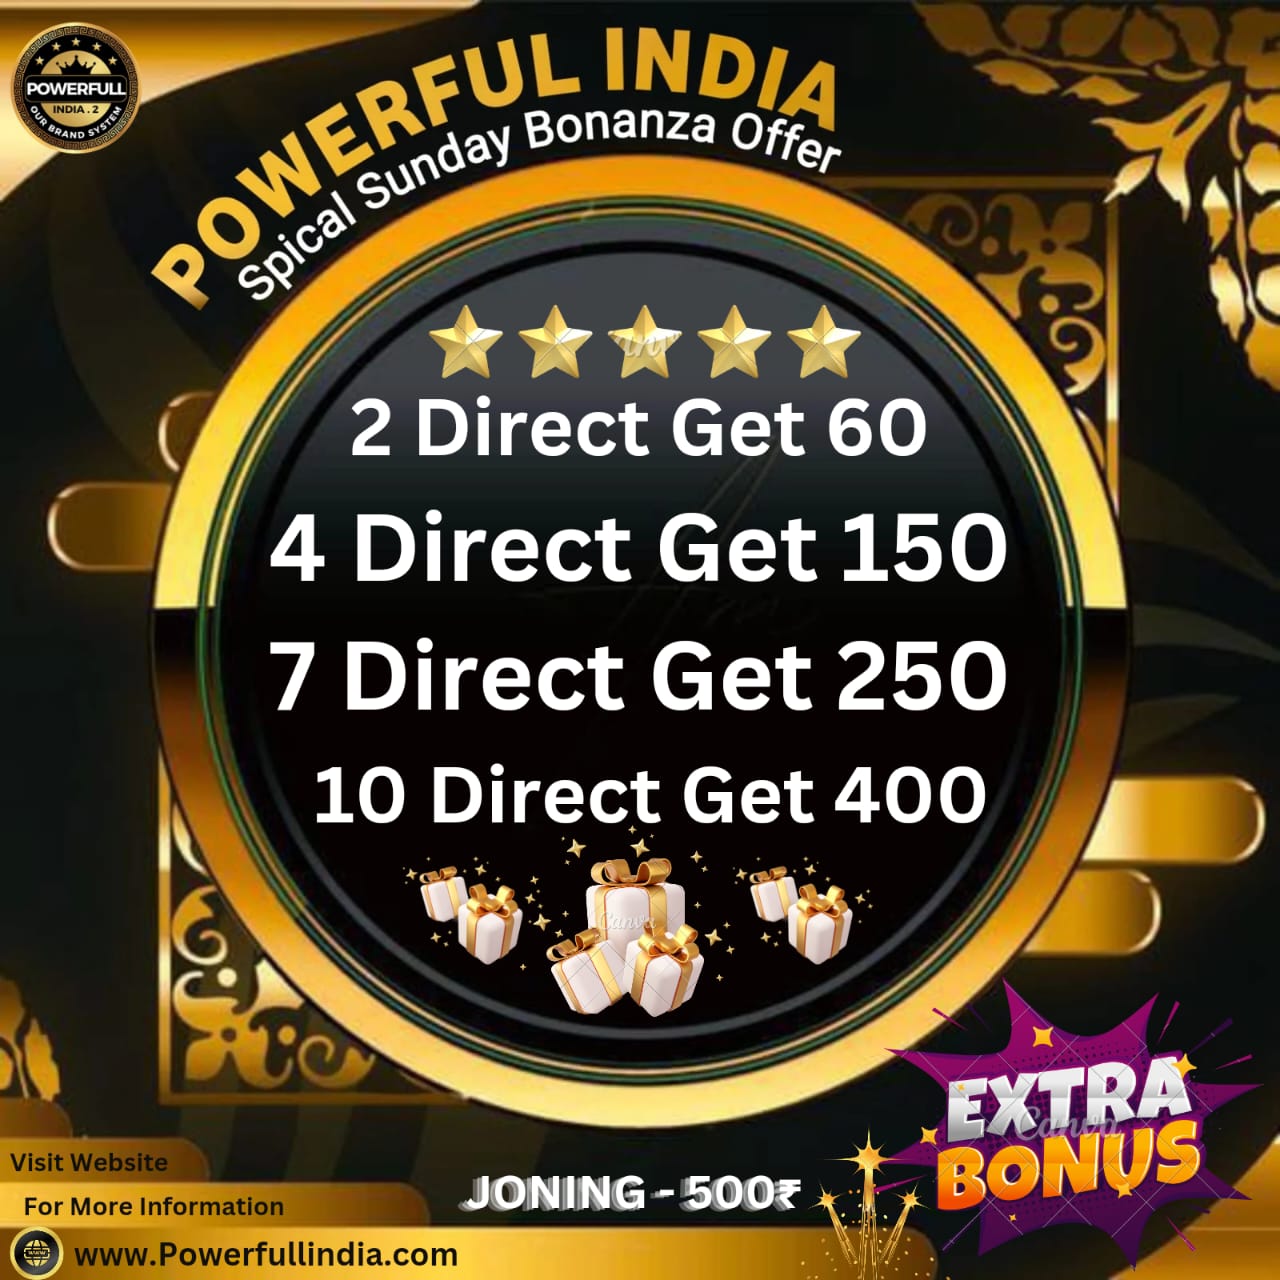 POWERFULL
INDIA . 2
OUR BRAND SYSTEM
POWERFUL INDIA
Spical Sunday Bonanza Offer
2 Direct Get 60
4 Direct Get 150
7 Direct Get 250
10 Direct Get 400
Canva
EXTRA
Canva
BONUS
JONING - 500₹
Visit Website
For More Information
www.Powerfullindia.com